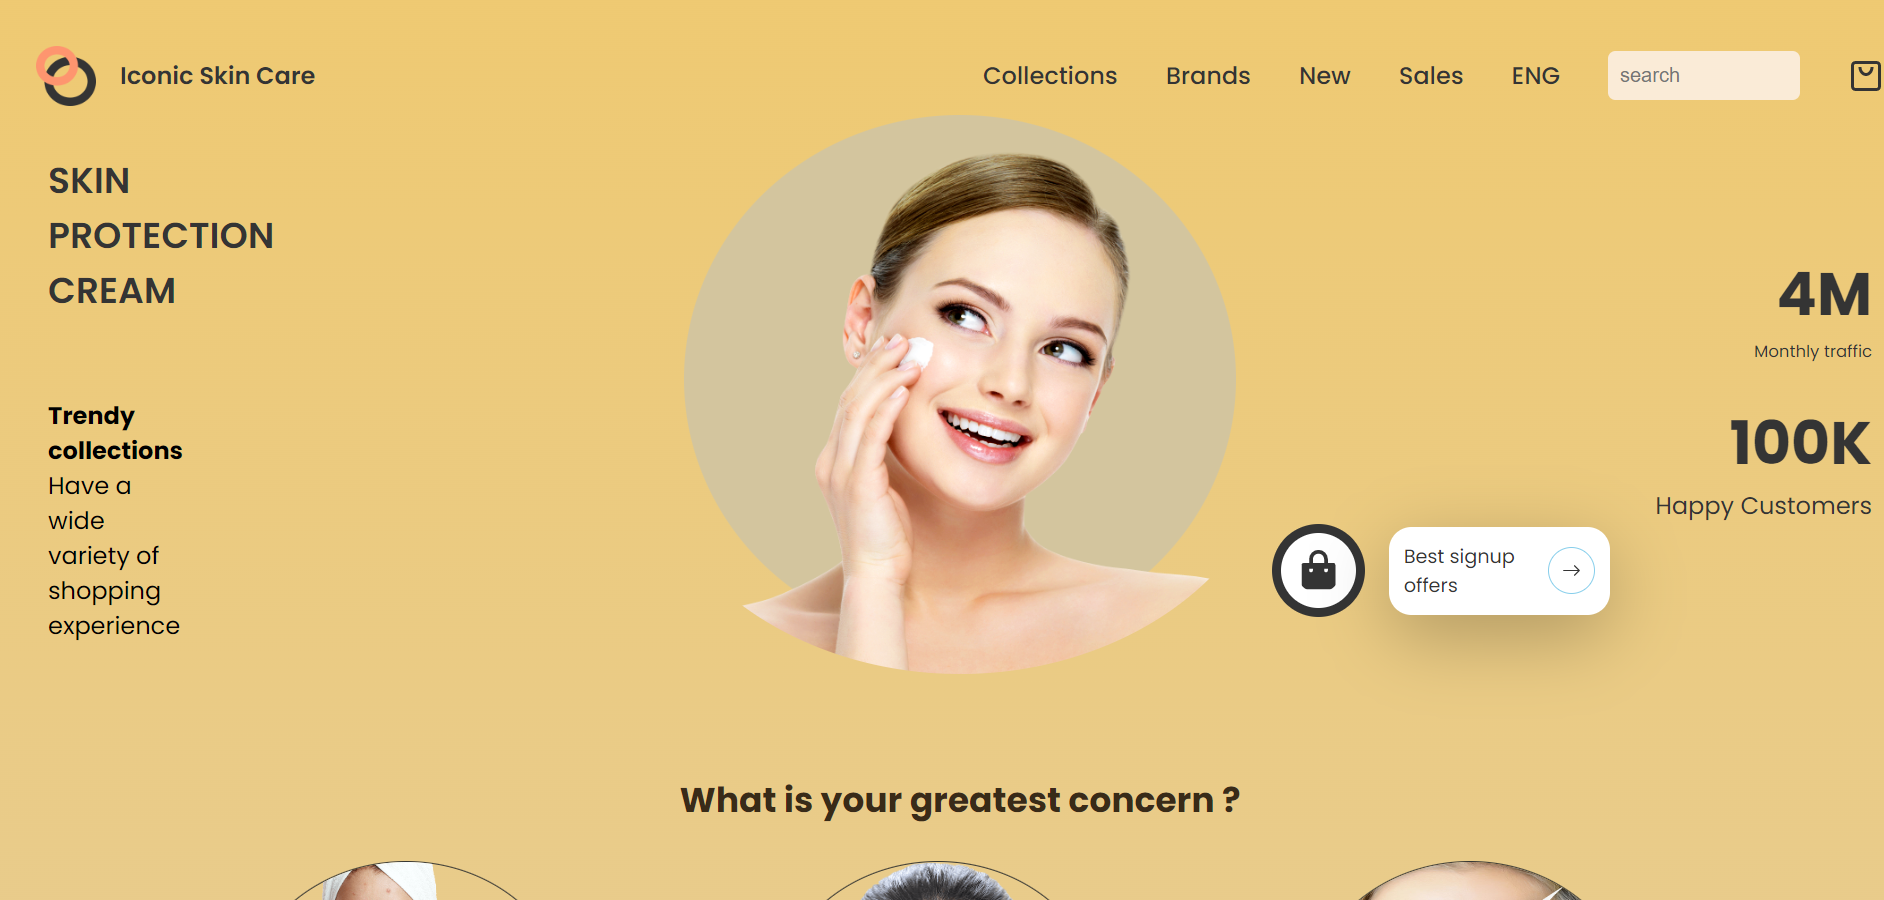 Iconic Skin Care
Collections
Brands
New
Sales
ENG
search
SKIN
PROTECTION
CREAM
Trendy
collections
Have a
wide
variety of
shopping
experience
4M
Monthly traffic
100K
Happy Customers
Best signup
offers
What is your greatest concern ?